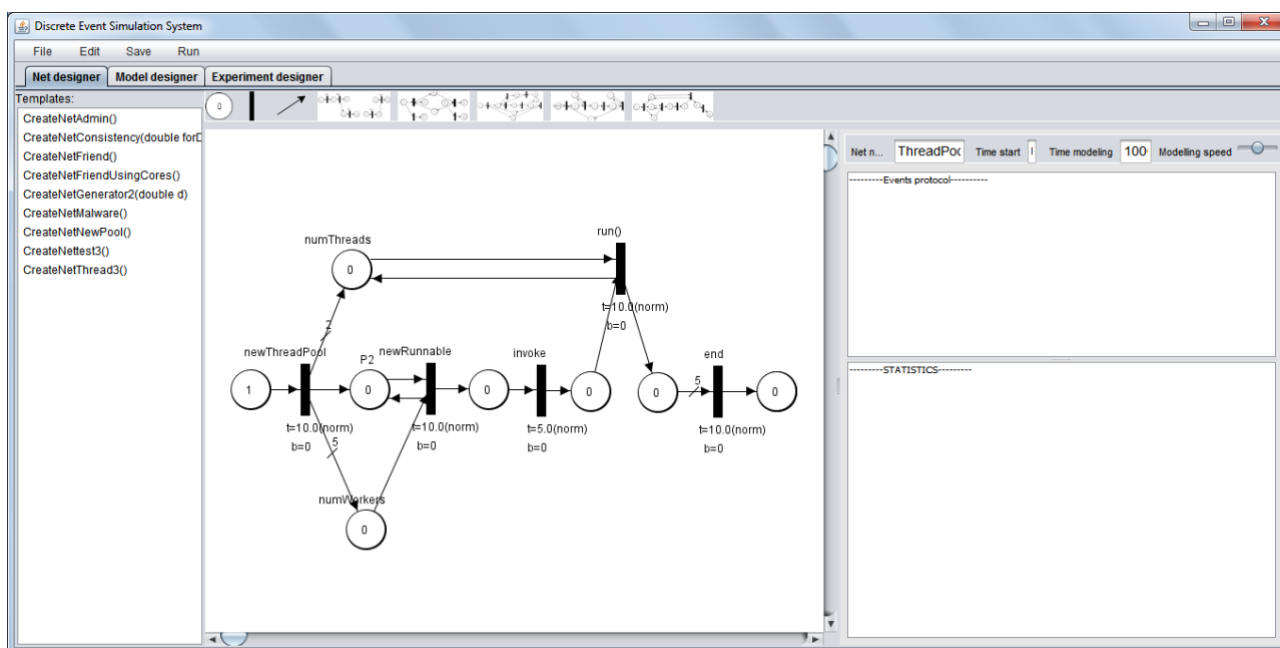 Discrete Event Simulation System
File Edit Save Run
Net designer Model designer Experiment designer
Templates:
CreateNetAdmin()
CreateNetConsistency(double forD
CreateNetFriend()
CreateNetFriendUsingCores()
CreateNetGenerator2(double d)
CreateNetMalware()
CreateNetNewPool()
CreateNettest3()
CreateNetThread3()
0
Net n... ThreadPoo Time start Time modeling 100 Modelling speed
---------Events protocol----------
---------STATISTICS---------
run()
numThreads
0
t=10.0(norm)
b=0
2
newThreadPool P2 newRunnable invoke end
1 0 0 0 0 5 0
t=10.0(norm) t=10.0(norm) t=5.0(norm) t=10.0(norm)
b=0 b=0 b=0 b=0
5
numWorkers
0